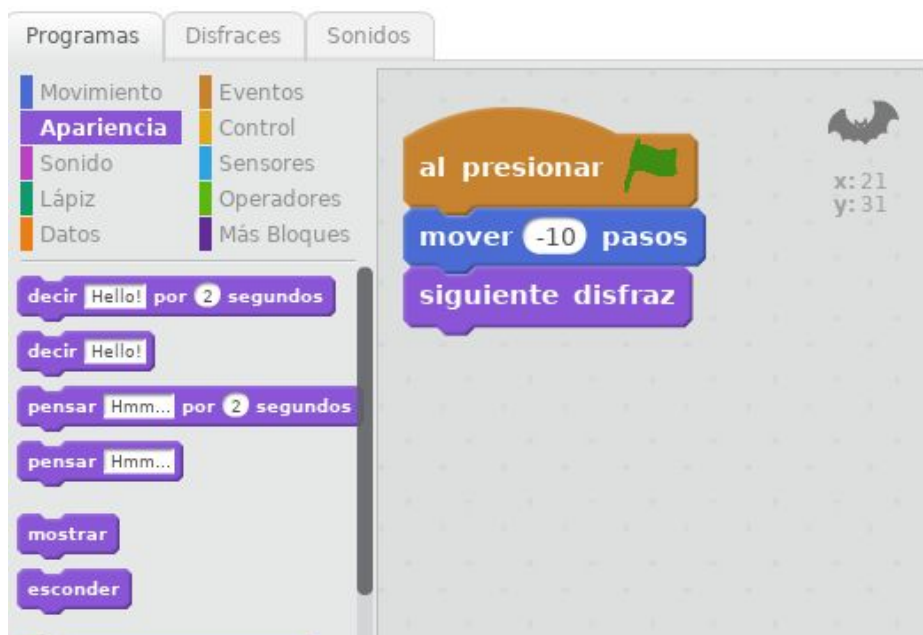 Programas Disfraces Sonidos
Movimiento Eventos
Apariencia Control
Sonido Sensores
Lápiz Operadores
Datos Más Bloques
decir Hello! por 2 segundos
decir Hello!
pensar Hmm... por 2 segundos
pensar Hmm...
mostrar
esconder
al presionar
mover -10 pasos
siguiente disfraz
x: 21
y: 31